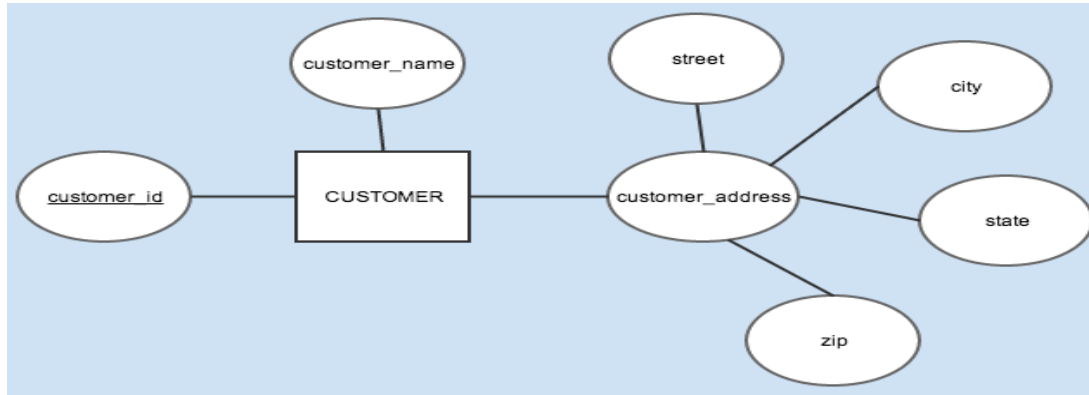 customer_name
street
city
customer_id
CUSTOMER
customer_address
state
zip